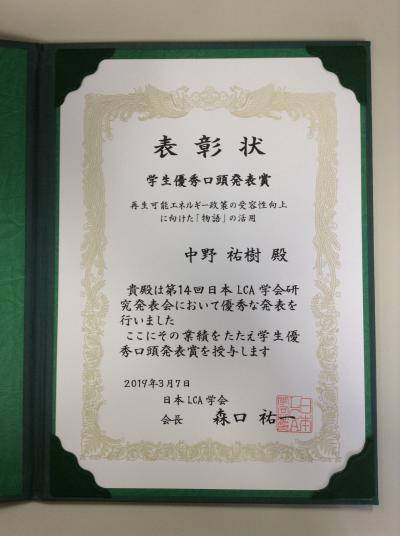 表彰状
学生優秀口頭発表賞
再生可能エネルギー政策の受容性向上
に向けた「物語」の活用
中野 祐樹 殿
貴殿は第14回日本LCA学会研
究発表会において優秀な発表を
行いました
ここにその業績をたたえ学生優
秀口頭発表賞を授与します
2019年3月7日
日本LCA学会
会長 森口 祐一